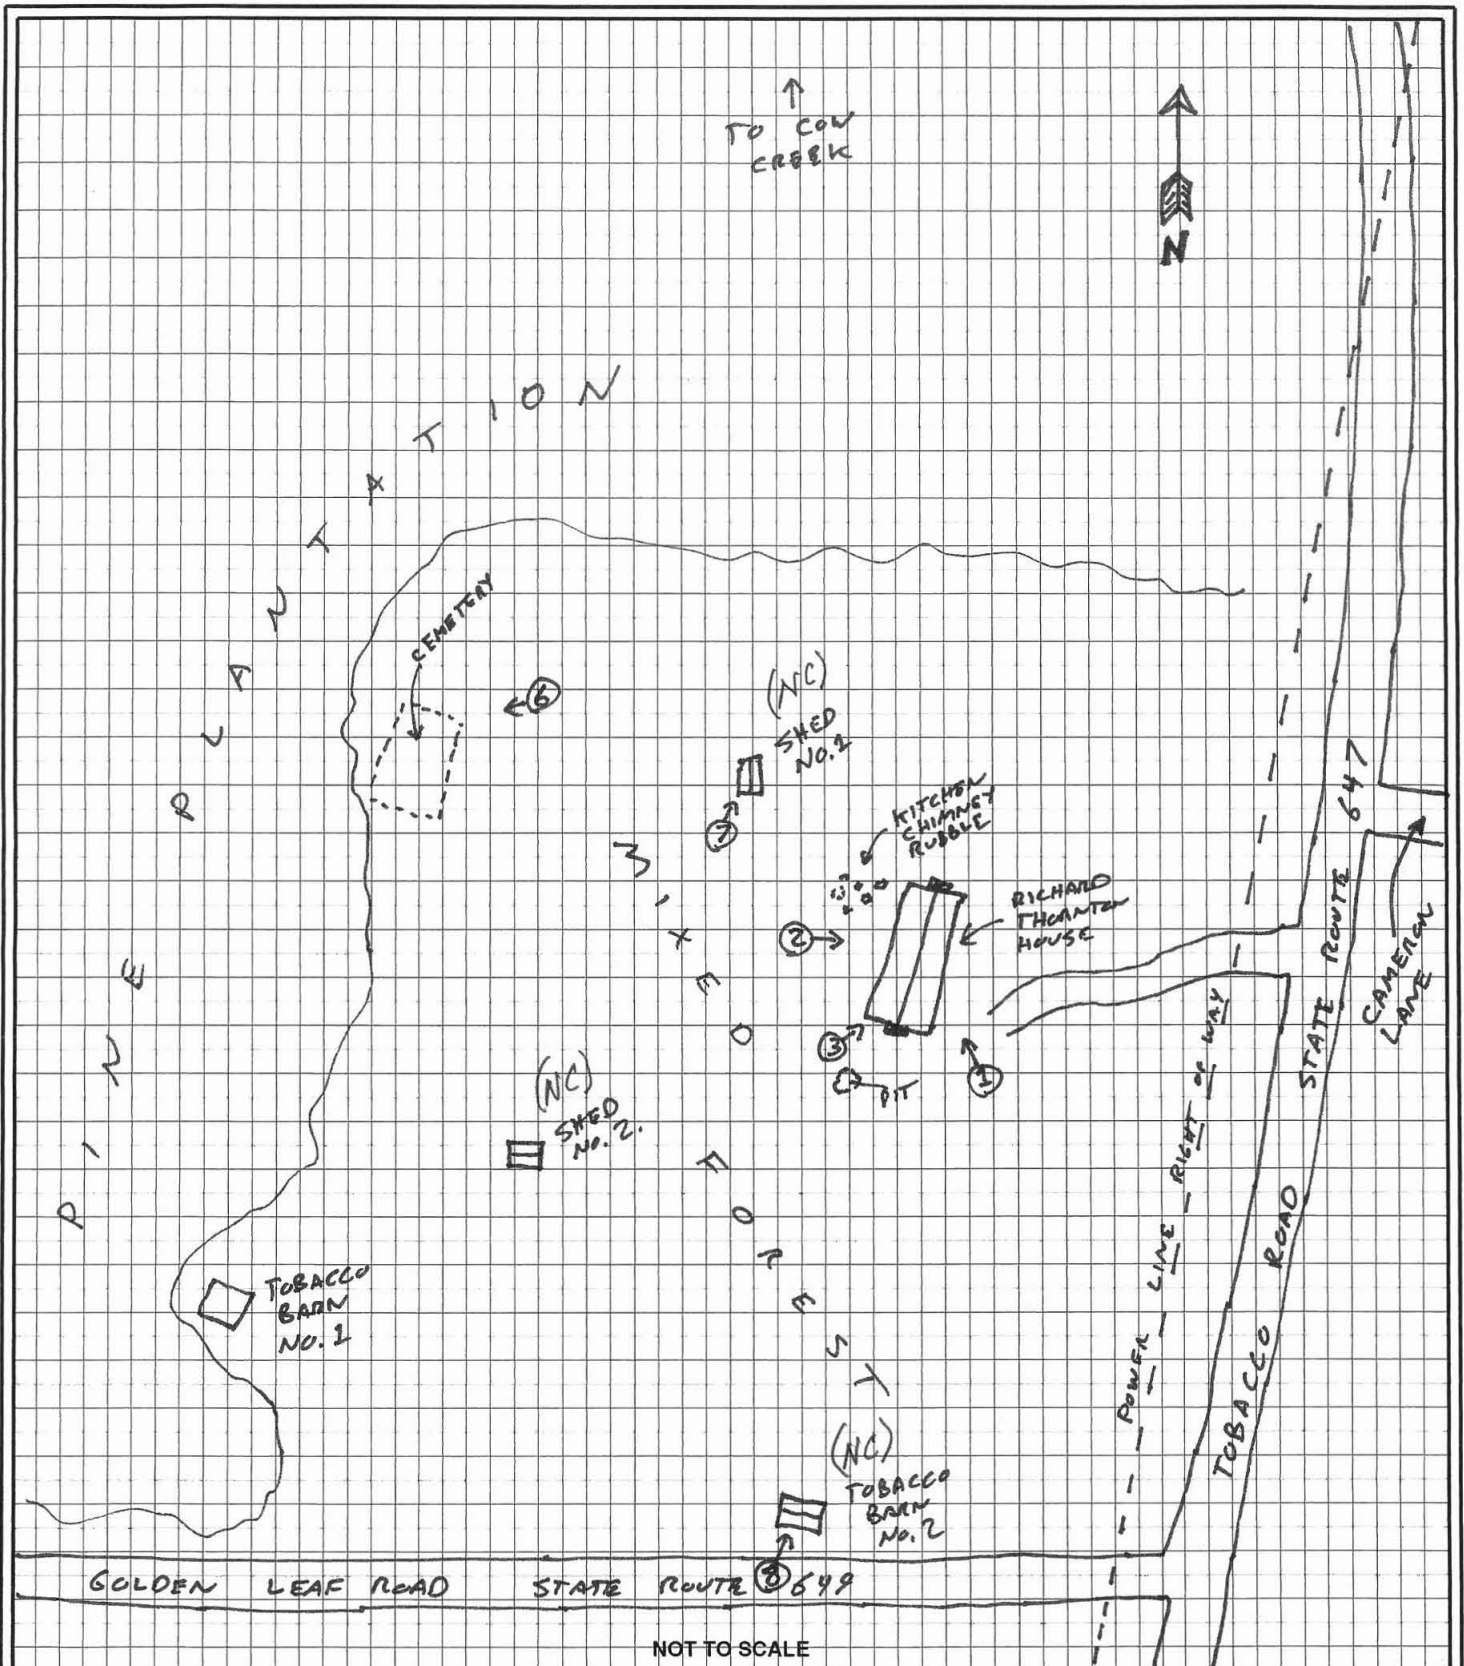 ↑
TO COW
CREEK
N
PINE PLANTATION
CEMETERY
6
(NC)
SHED
NO. 1
7
KITCHEN
CHIMNEY
RUBBLE
RICHARD
THORNTON
HOUSE
2
3
PIT
1
MIXED FOREST
(NC)
SHED
NO. 2.
TOBACCO
BARN
NO. 1
(NC)
TOBACCO
BARN
NO. 2
8
POWER LINE RIGHT OF WAY
TOBACCO ROAD STATE ROUTE 647
CAMERON
LANE
GOLDEN LEAF ROAD STATE ROUTE 649
NOT TO SCALE